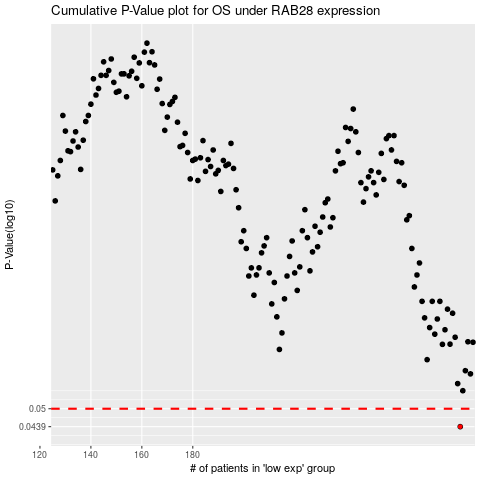 Cumulative P-Value plot for OS under RAB28 expression
P-Value(log10)
0.05
0.0439
120 140 160 180
# of patients in 'low exp' group